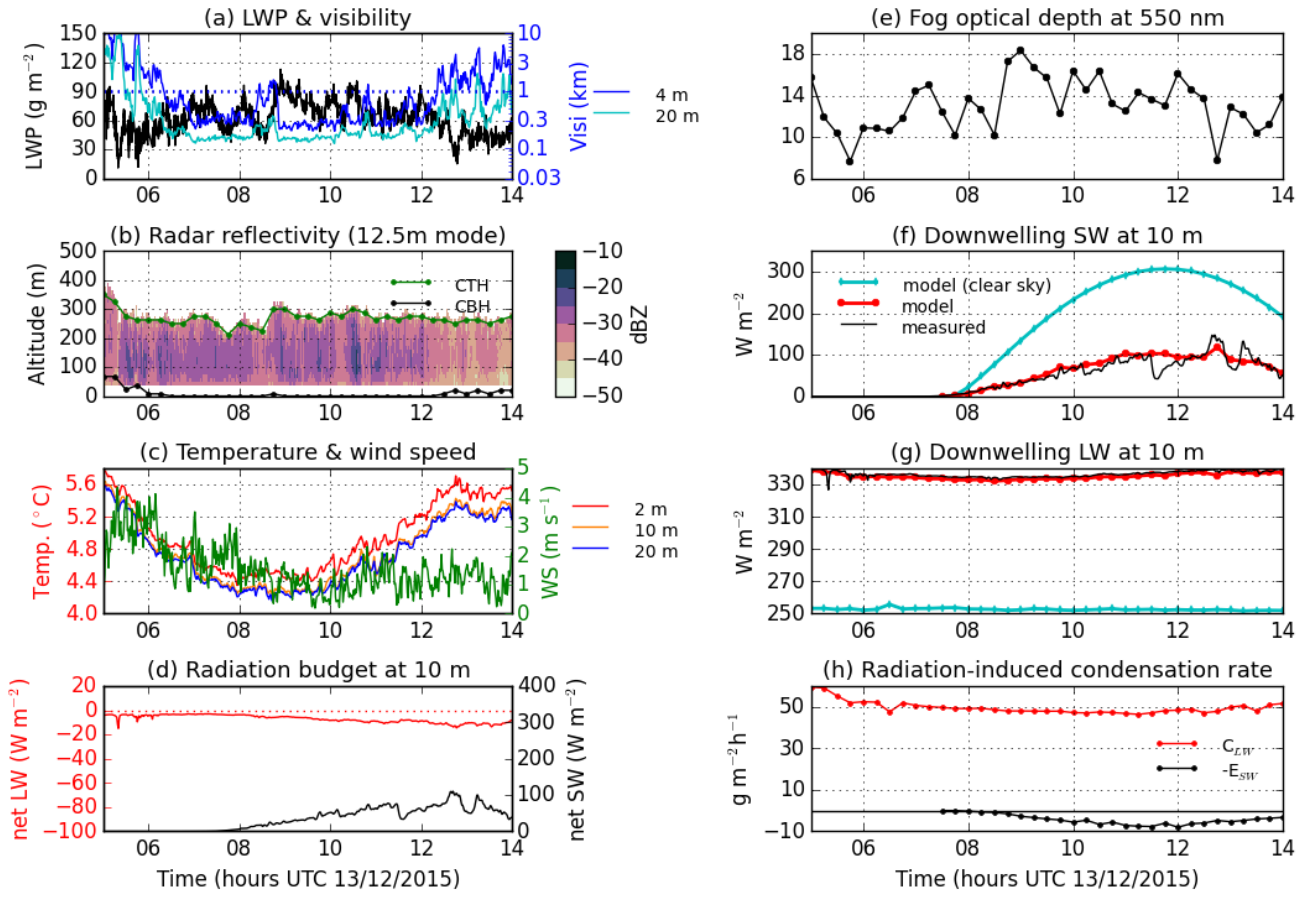 (a) LWP & visibility
LWP (g m⁻²)
150
120
90
60
30
0
10
3
1
0.3
0.1
0.03
Visi (km)
4 m
20 m
06 08 10 12 14
(b) Radar reflectivity (12.5m mode)
Altitude (m)
500
400
300
200
100
0
CTH
CBH
−10
−20
−30
−40
−50
dBZ
06 08 10 12 14
(c) Temperature & wind speed
Temp. (°C)
5.6
5.2
4.8
4.4
4.0
5
4
3
2
1
0
WS (m s⁻¹)
2 m
10 m
20 m
06 08 10 12 14
(d) Radiation budget at 10 m
net LW (W m⁻²)
20
0
−20
−40
−60
−80
−100
400
300
200
100
0
net SW (W m⁻²)
06 08 10 12 14
Time (hours UTC 13/12/2015)
(e) Fog optical depth at 550 nm
18
14
10
6
06 08 10 12 14
(f) Downwelling SW at 10 m
W m⁻²
300
200
100
0
model (clear sky)
model
measured
06 08 10 12 14
(g) Downwelling LW at 10 m
W m⁻²
330
310
290
270
250
06 08 10 12 14
(h) Radiation-induced condensation rate
g m⁻²h⁻¹
50
30
10
−10
C_LW
-E_SW
06 08 10 12 14
Time (hours UTC 13/12/2015)